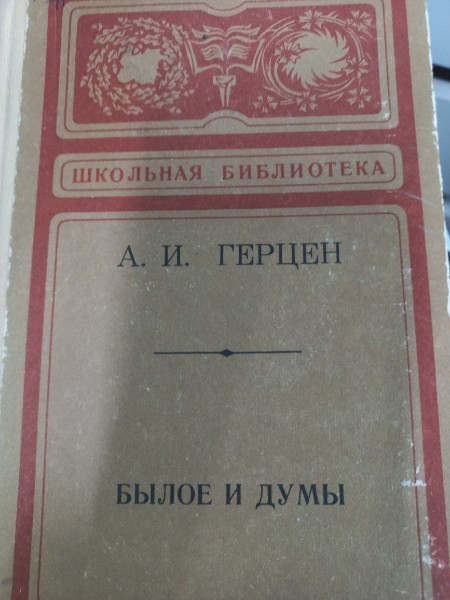 ШКОЛЬНАЯ БИБЛИОТЕКА
А. И. ГЕРЦЕН
БЫЛОЕ И ДУМЫ